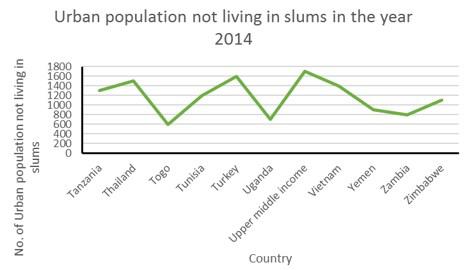 Urban population not living in slums in the year
2014
No. of Urban population not living in
slums
1800
1600
1400
1200
1000
800
600
400
200
0
Tanzania
Thailand
Togo
Tunisia
Turkey
Uganda
Upper middle income
Vietnam
Yemen
Zambia
Zimbabwe
Country